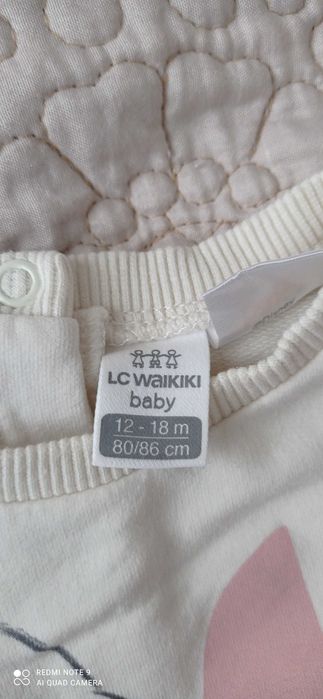 LC WAIKIKI
baby
12 - 18 m
80/86 cm
REDMI NOTE 9
AI QUAD CAMERA